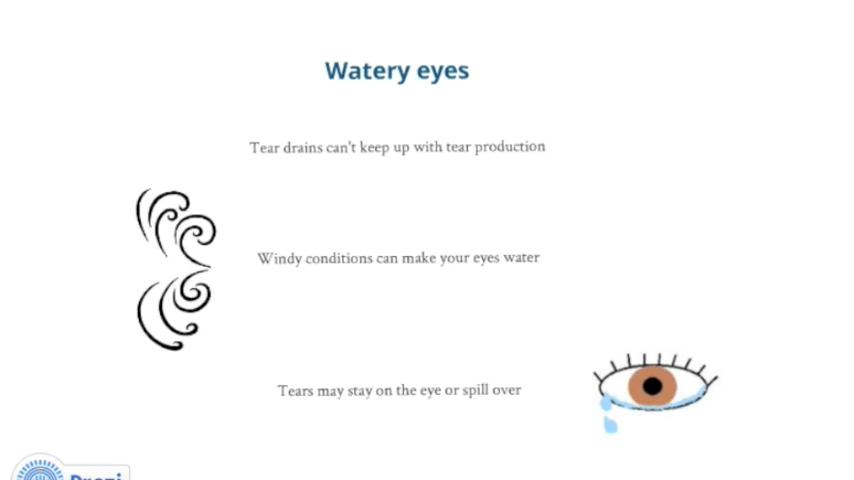 Watery eyes
Tear drains can't keep up with tear production
Windy conditions can make your eyes water
Tears may stay on the eye or spill over
Prezi